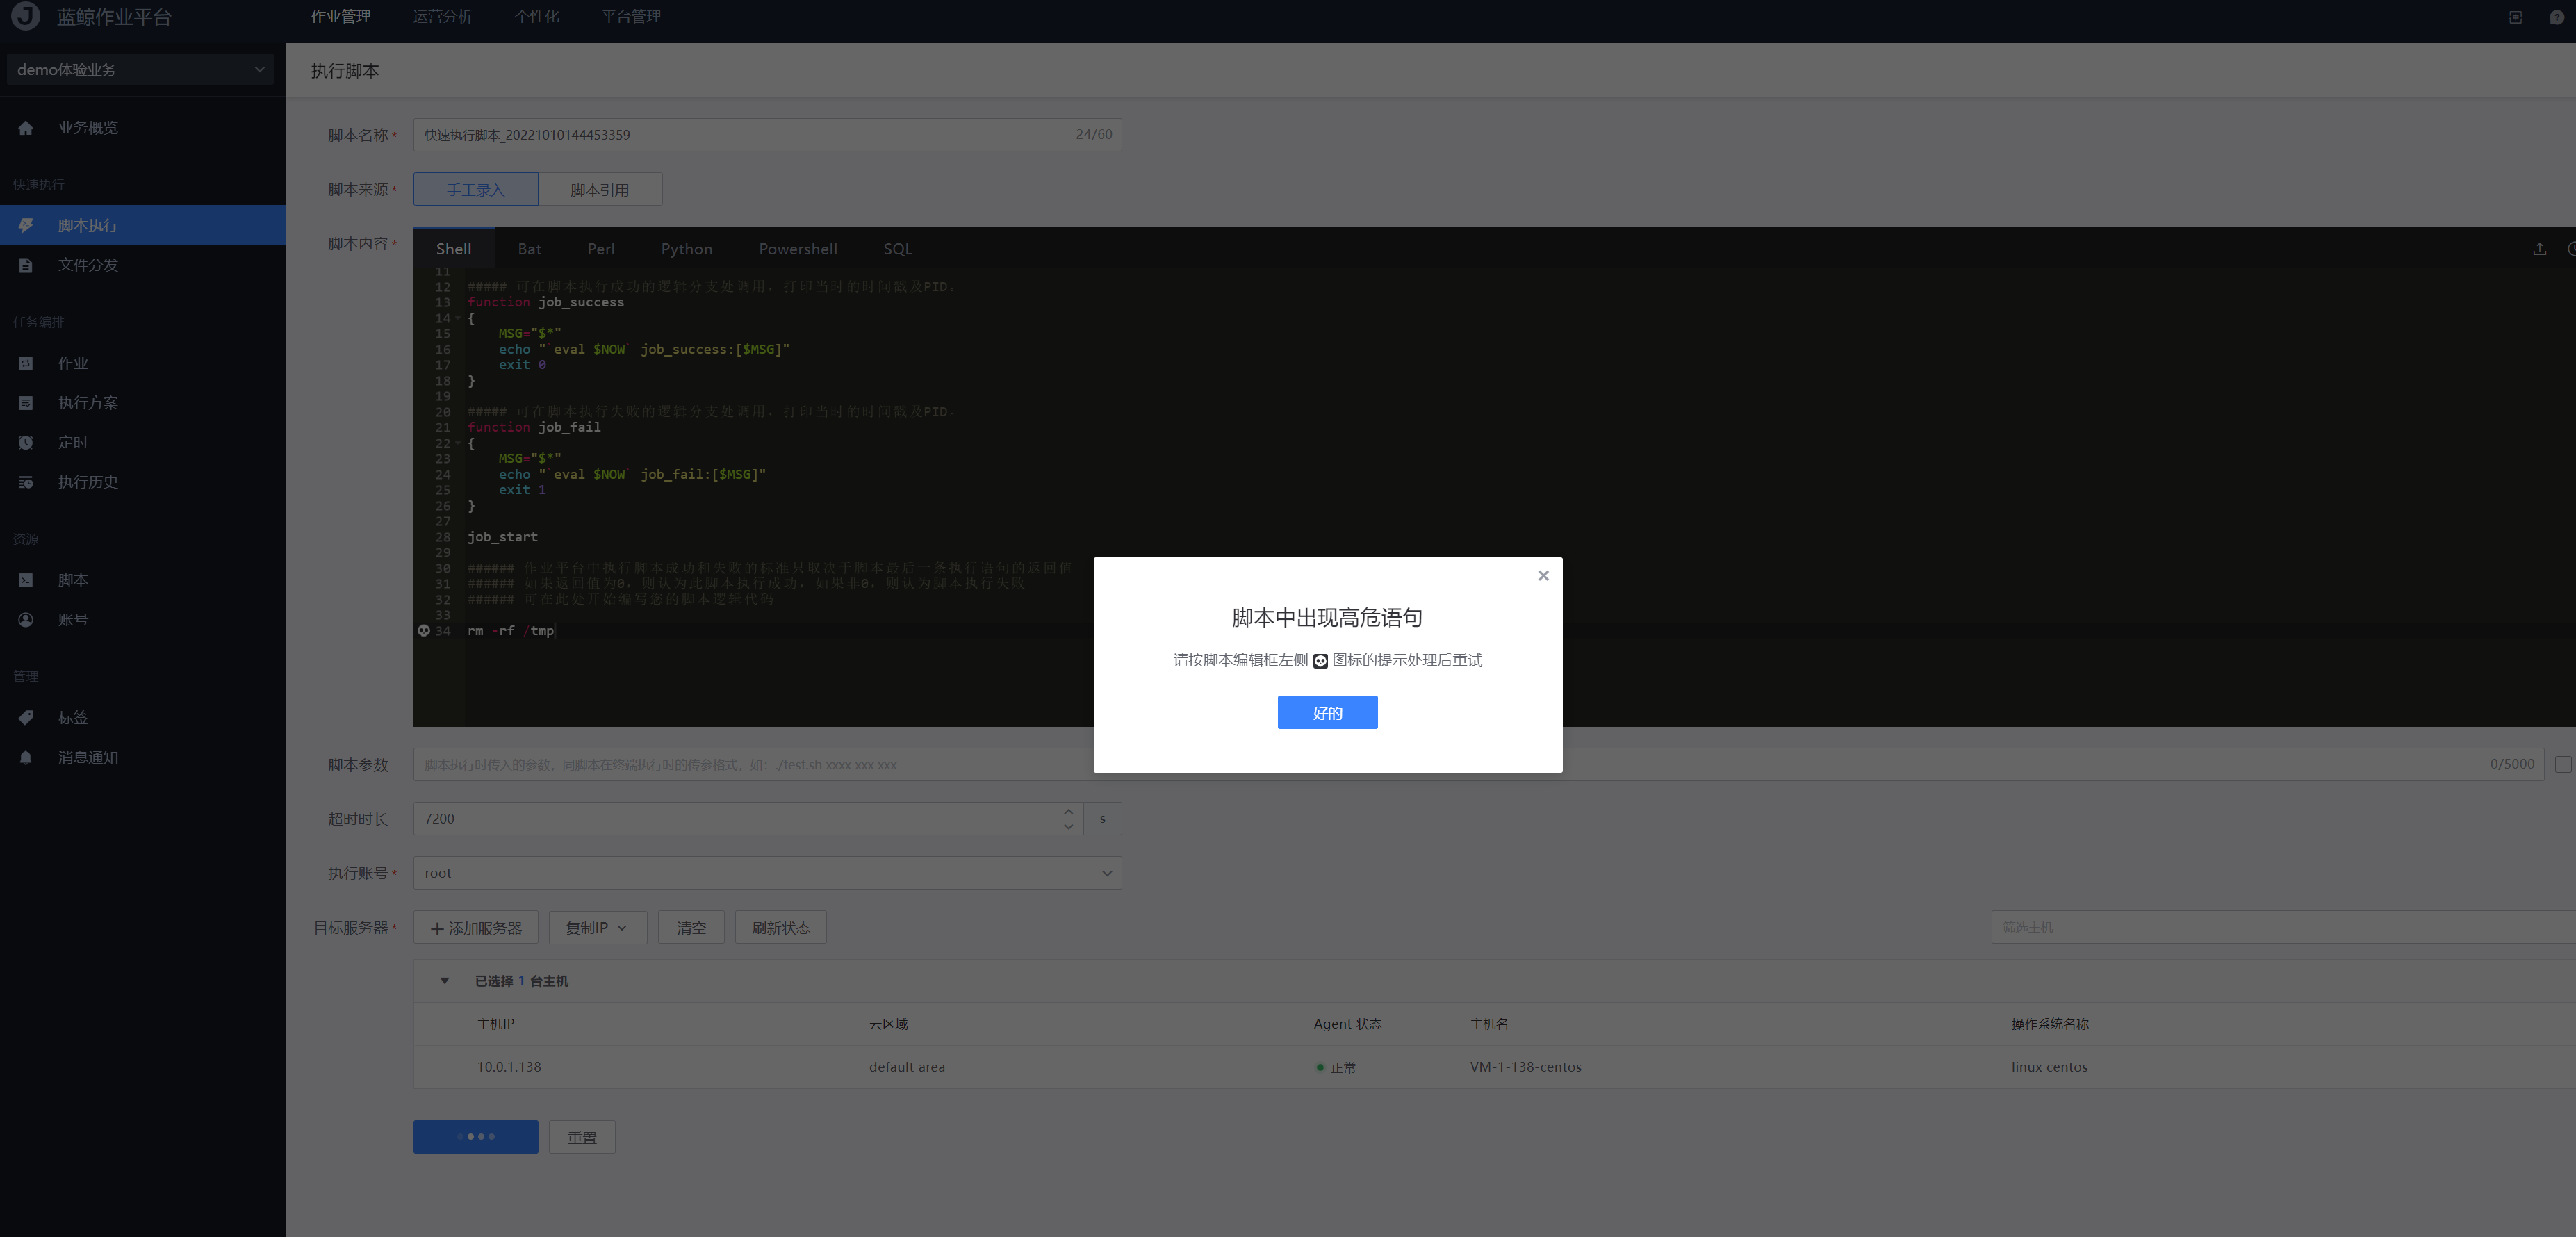 蓝鲸作业平台
作业管理 运营分析 个性化 平台管理
demo体验业务
业务概览
快速执行
脚本执行
文件分发
任务编排
作业
执行方案
定时
执行历史
资源
脚本
账号
管理
标签
消息通知
执行脚本
脚本名称* 快速执行脚本_20221010144453359 24/60
脚本来源* 手工录入 脚本引用
脚本内容* Shell Bat Perl Python Powershell SQL
11
12 ##### 可在脚本执行成功的逻辑分支处调用，打印当时的时间戳及PID.
13 function job_success
14 {
15 MSG="$*"
16 echo "`eval $NOW` job_success:[$MSG]"
17 exit 0
18 }
19
20 ##### 可在脚本执行失败的逻辑分支处调用，打印当时的时间戳及PID.
21 function job_fail
22 {
23 MSG="$*"
24 echo "`eval $NOW` job_fail:[$MSG]"
25 exit 1
26 }
27
28 job_start
29
30 ###### 作业平台中执行脚本成功和失败的标准只取决于脚本最后一条执行语句的返回值
31 ###### 如果返回值为0，则认为此脚本执行成功，如果非0，则认为脚本执行失败
32 ###### 可在此处开始编写您的脚本逻辑代码
33
34 rm -rf /tmp
脚本中出现高危语句
请按脚本编辑框左侧 图标的提示处理后重试
好的
脚本参数 脚本执行时传入的参数，同脚本在终端执行时的传参格式，如：./test.sh xxxx xxx xxx 0/5000
超时时长 7200 s
执行账号* root
目标服务器* 添加服务器 复制IP 清空 刷新状态 筛选主机
已选择 1 台主机
主机IP 云区域 Agent 状态 主机名 操作系统名称
10.0.1.138 default area 正常 VM-1-138-centos linux centos
重置